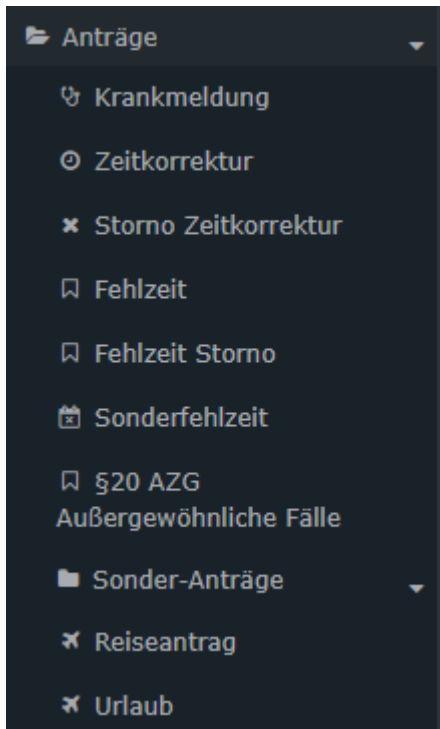 Anträge
Krankmeldung
Zeitkorrektur
Storno Zeitkorrektur
Fehlzeit
Fehlzeit Storno
Sonderfehlzeit
§20 AZG
Außergewöhnliche Fälle
Sonder-Anträge
Reiseantrag
Urlaub